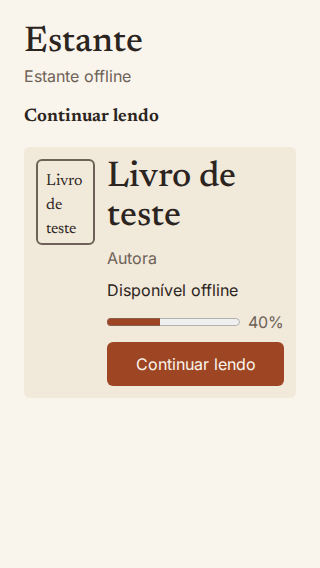 Estante
Estante offline
Continuar lendo
Livro
de
teste
Livro de
teste
Autora
Disponível offline
40%
Continuar lendo